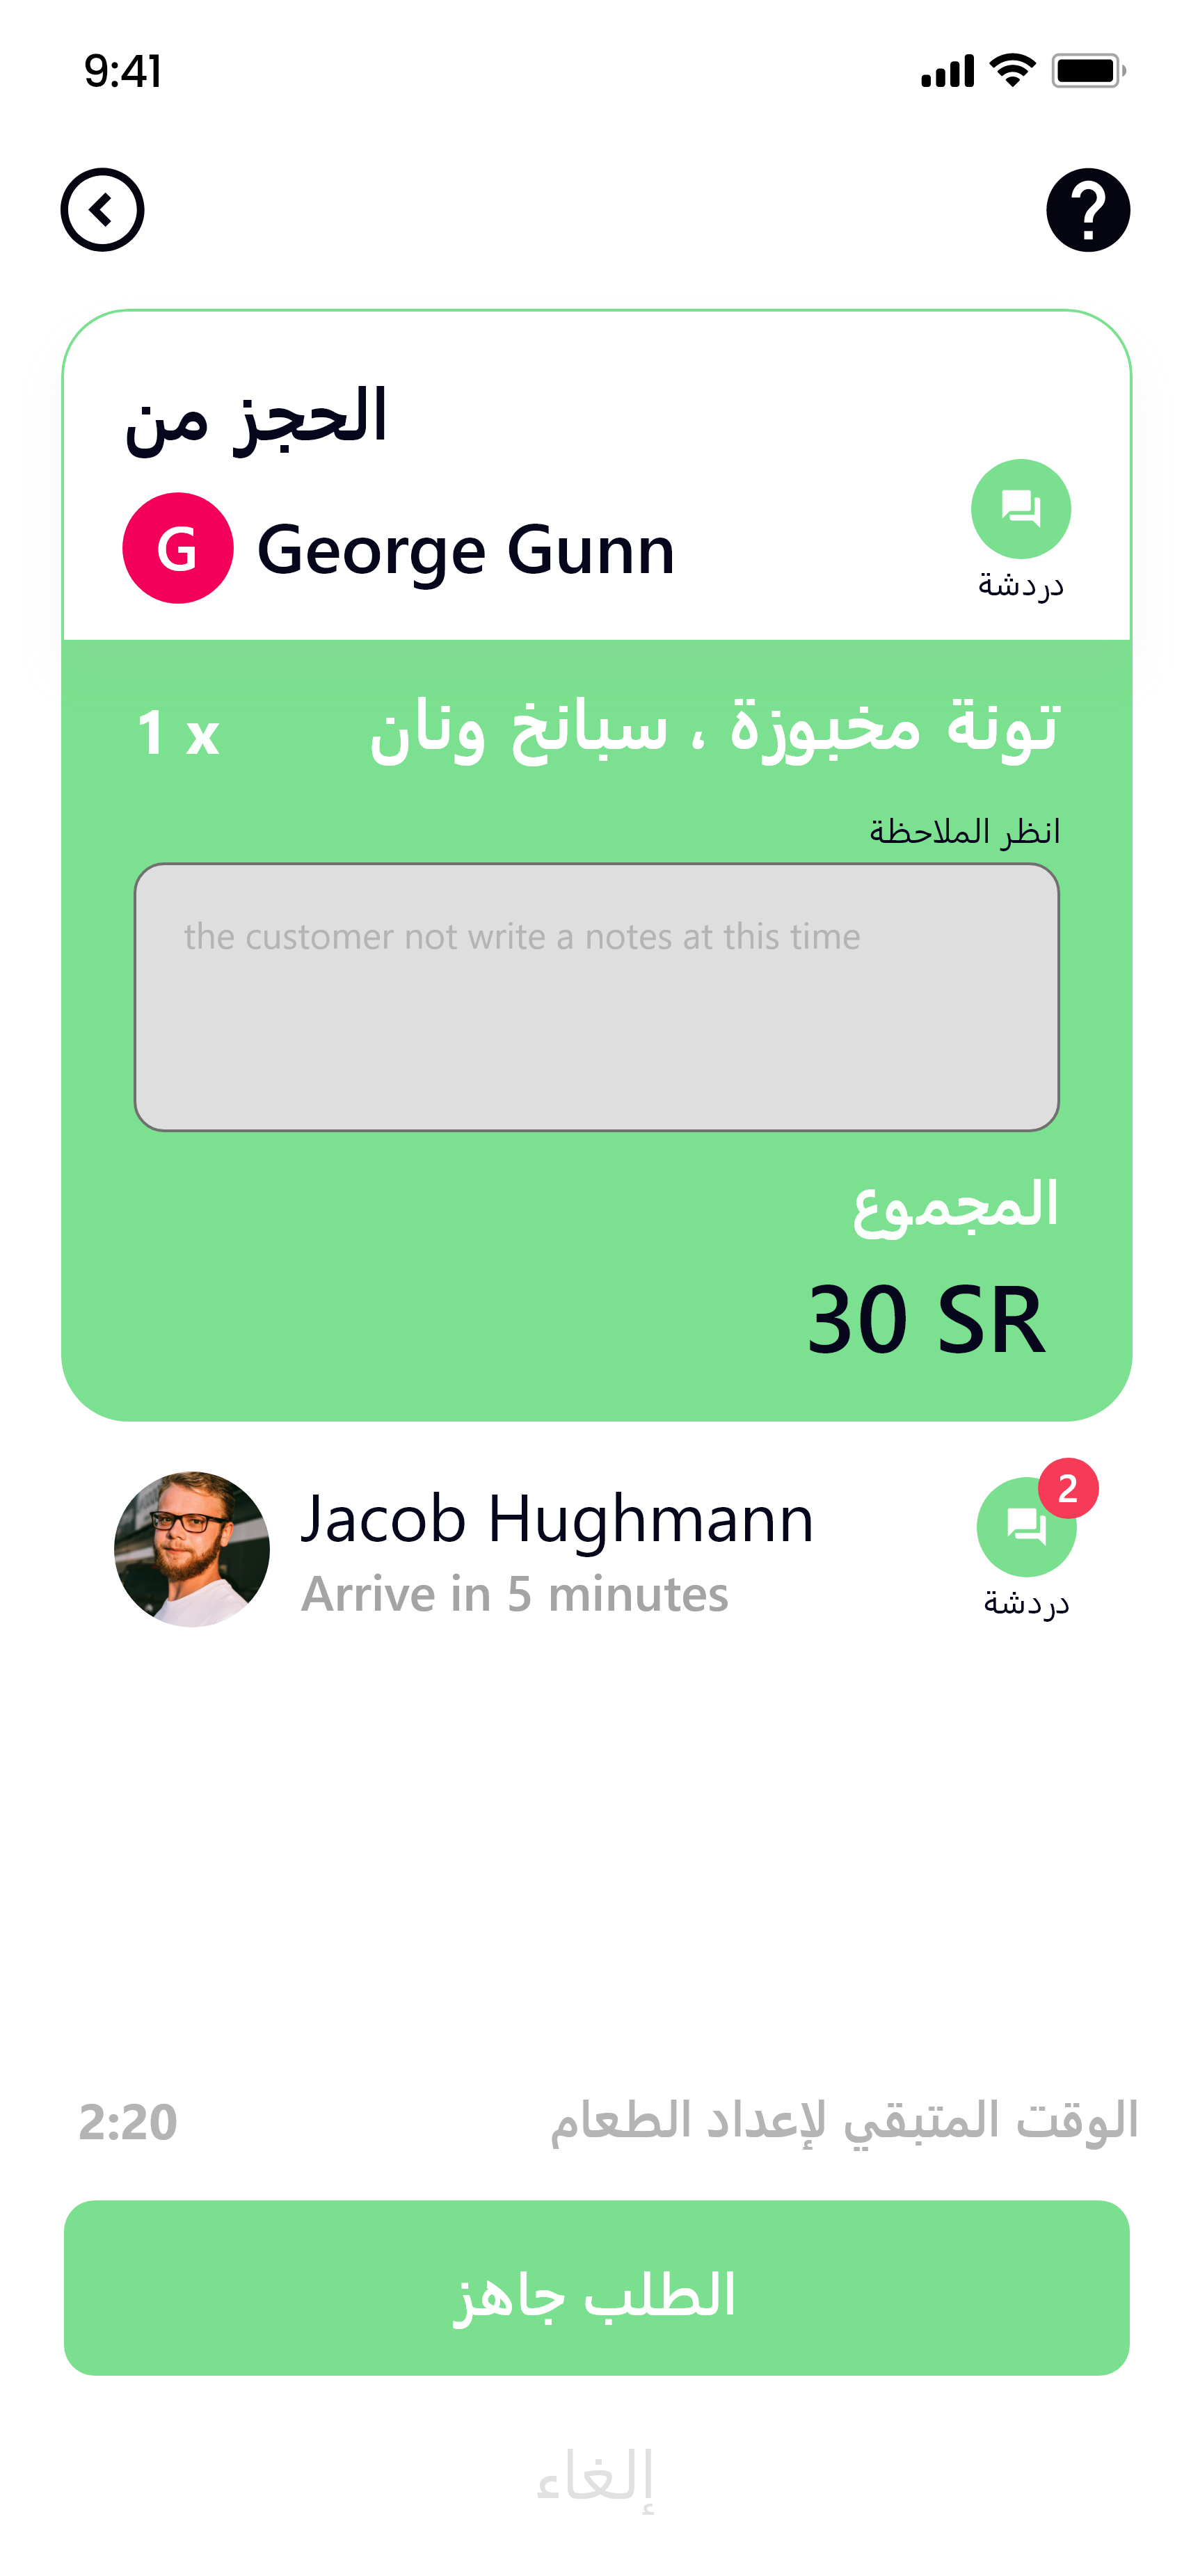 9:41
الحجز من
G
George Gunn
دردشة
تونة مخبوزة ، سبانخ ونان
1 x
انظر الملاحظة
the customer not write a notes at this time
المجموع
30 SR
Jacob Hughmann
2
Arrive in 5 minutes
دردشة
الوقت المتبقي لإعداد الطعام
2:20
الطلب جاهز
إلغاء